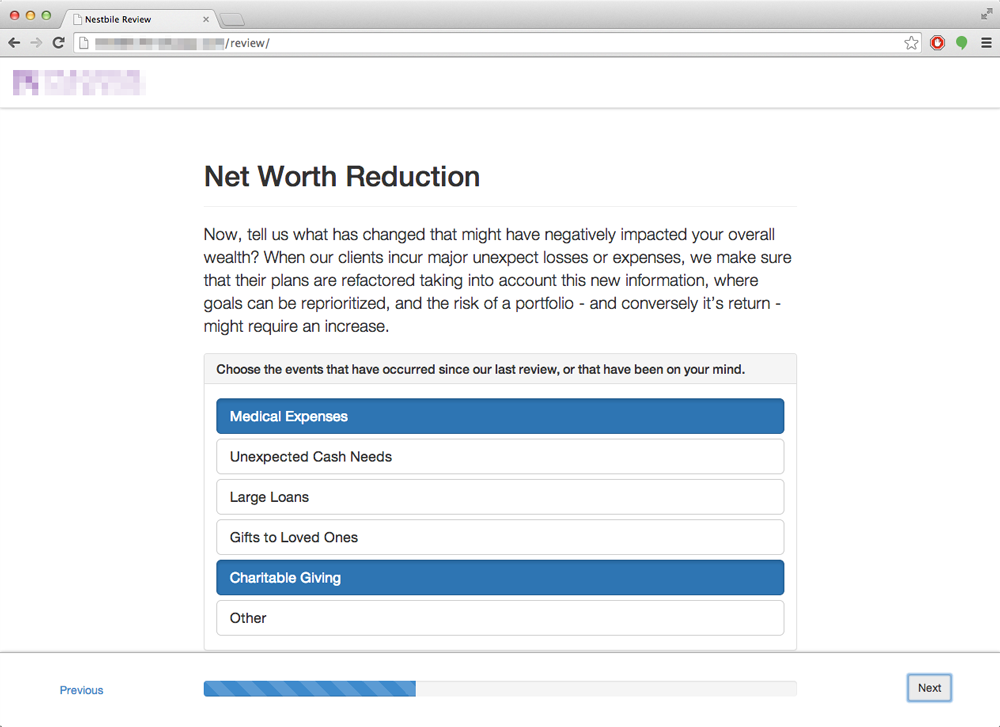 Nestbile Review
/review/
Net Worth Reduction
Now, tell us what has changed that might have negatively impacted your overall
wealth? When our clients incur major unexpect losses or expenses, we make sure
that their plans are refactored taking into account this new information, where
goals can be reprioritized, and the risk of a portfolio - and conversely it's return -
might require an increase.
Choose the events that have occurred since our last review, or that have been on your mind.
Medical Expenses
Unexpected Cash Needs
Large Loans
Gifts to Loved Ones
Charitable Giving
Other
Previous
Next